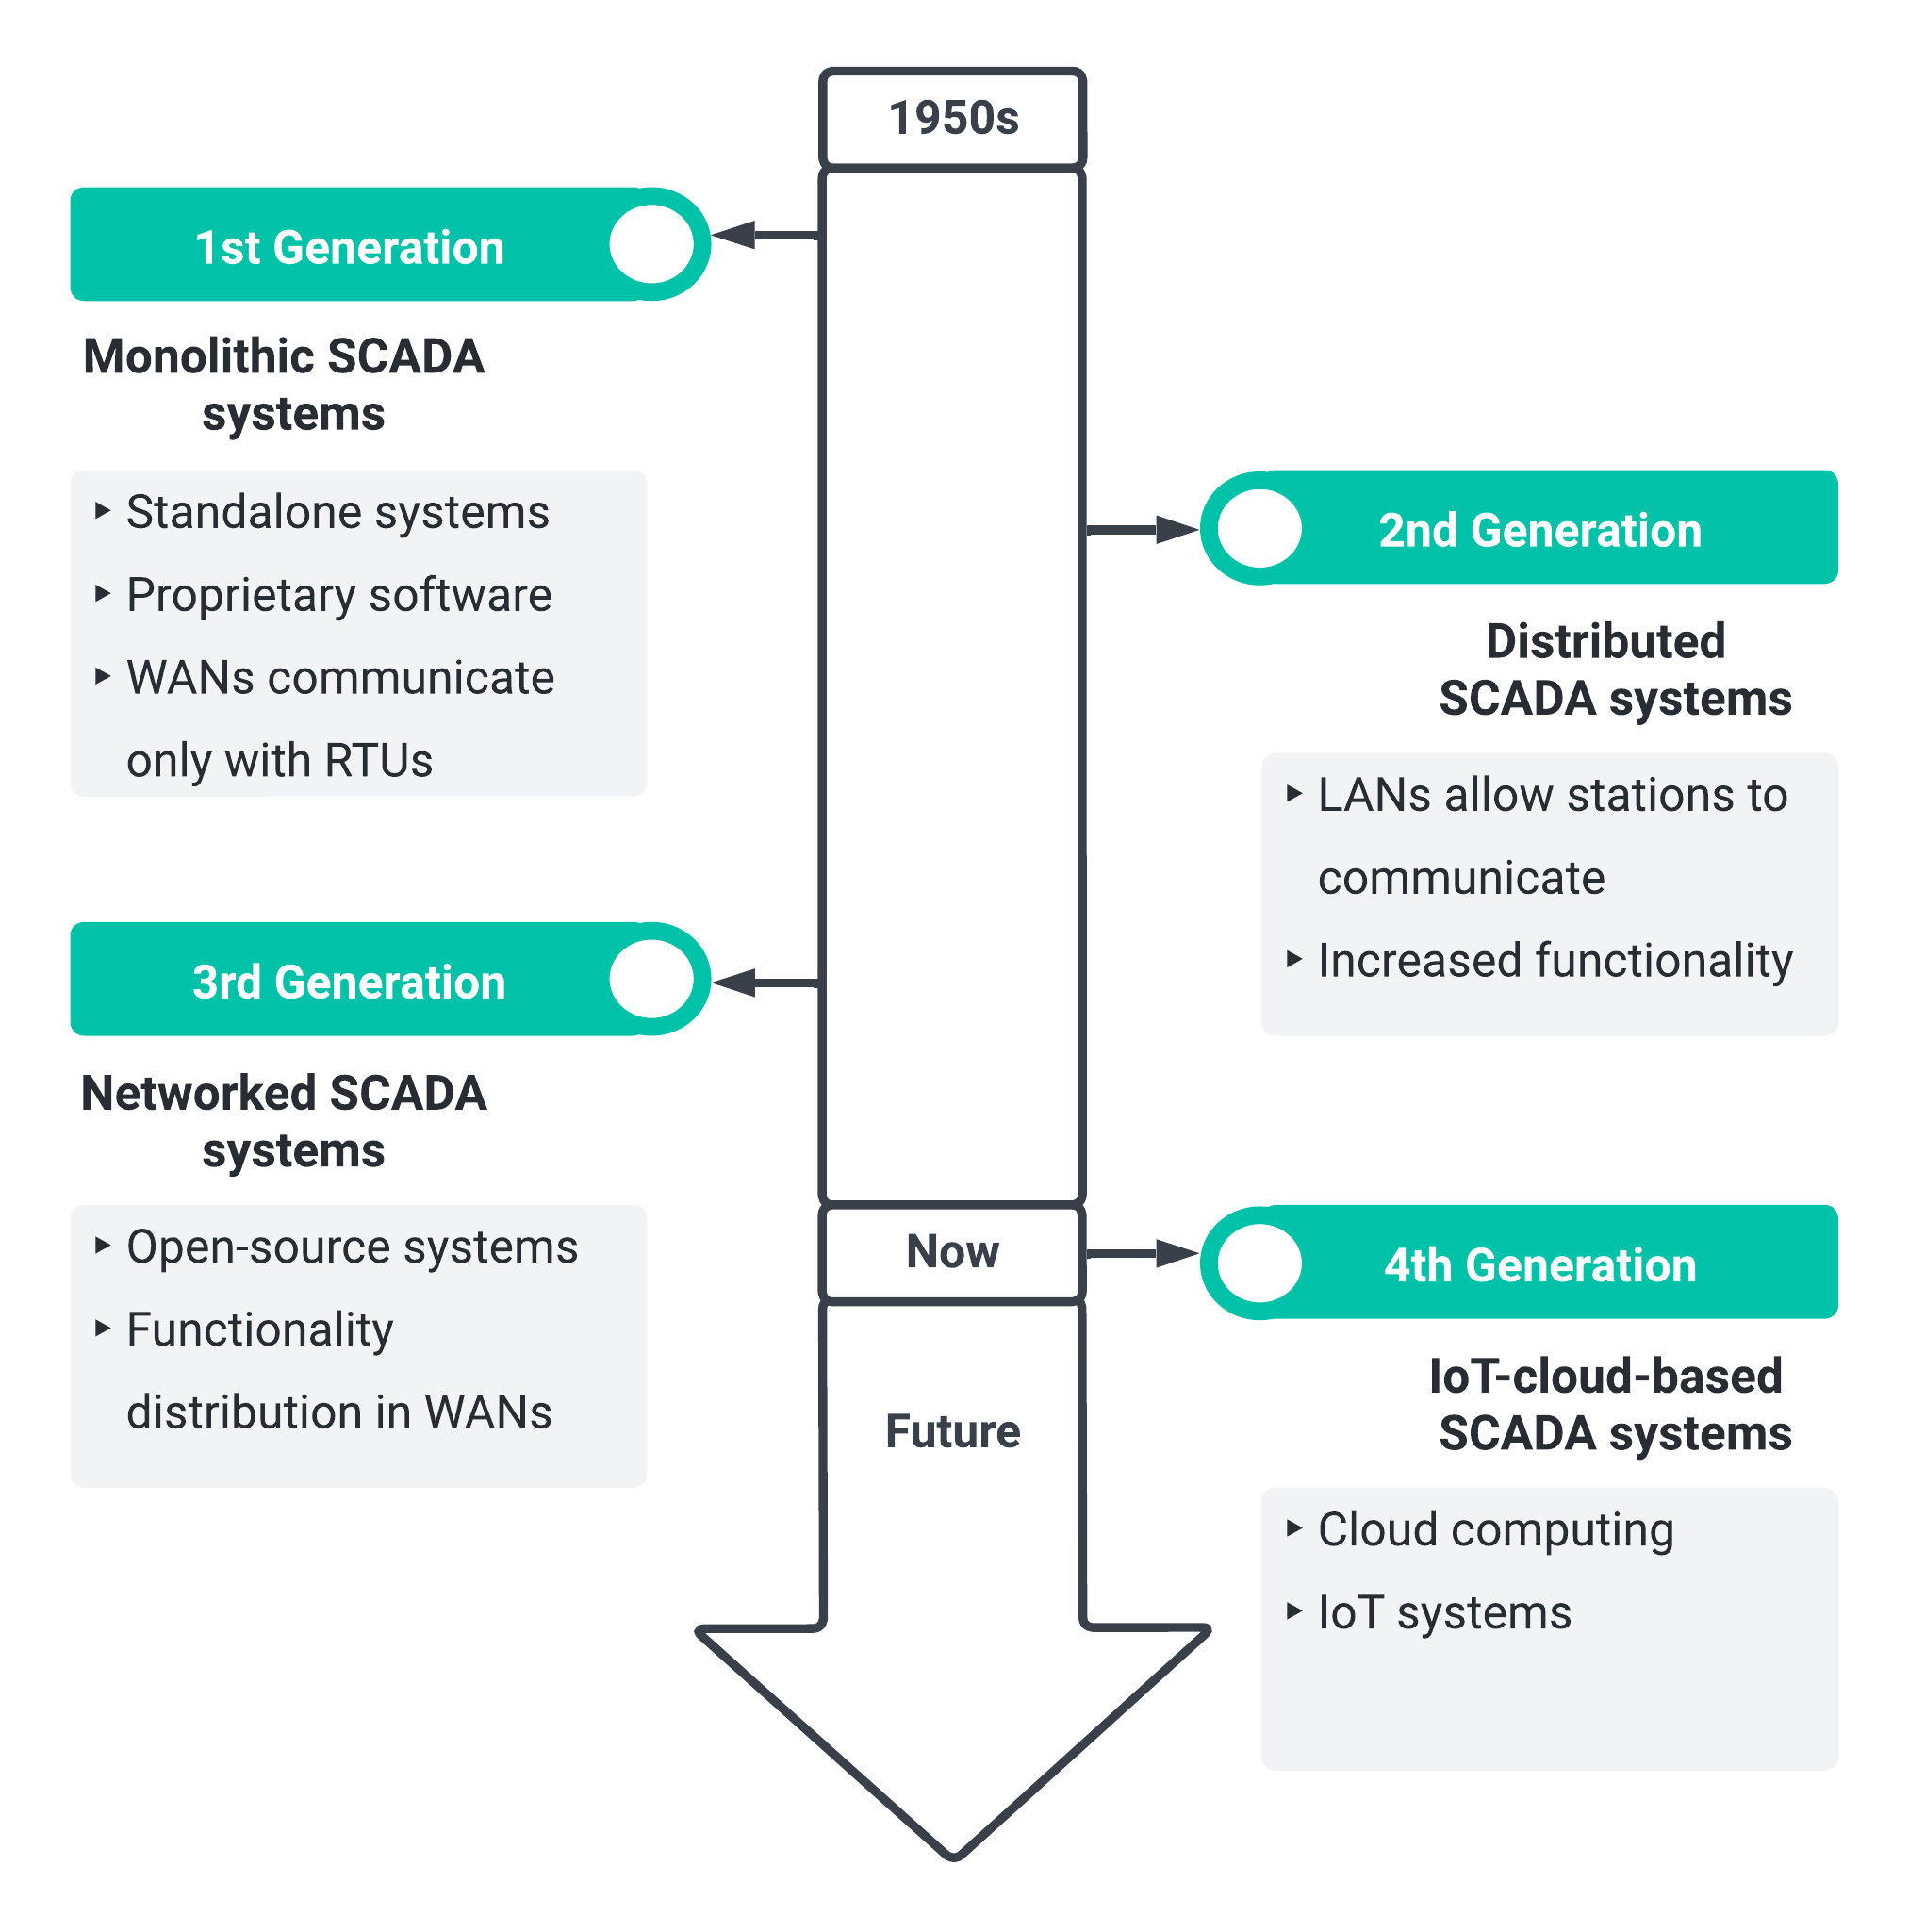 1950s
1st Generation
Monolithic SCADA
systems
‣ Standalone systems
‣ Proprietary software
‣ WANs communicate
only with RTUs
2nd Generation
Distributed
SCADA systems
‣ LANs allow stations to
communicate
‣ Increased functionality
3rd Generation
Networked SCADA
systems
‣ Open-source systems
‣ Functionality
distribution in WANs
Now
4th Generation
IoT-cloud-based
SCADA systems
‣ Cloud computing
‣ IoT systems
Future